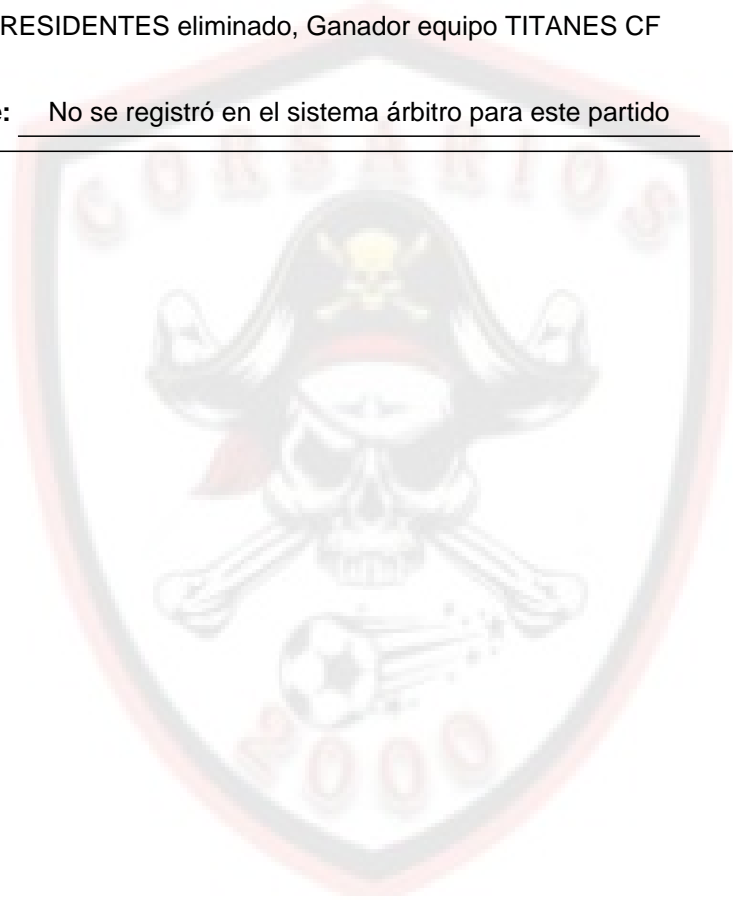 RESIDENTES eliminado, Ganador equipo TITANES CF
e: No se registró en el sistema árbitro para este partido
CORSARIOS
2000